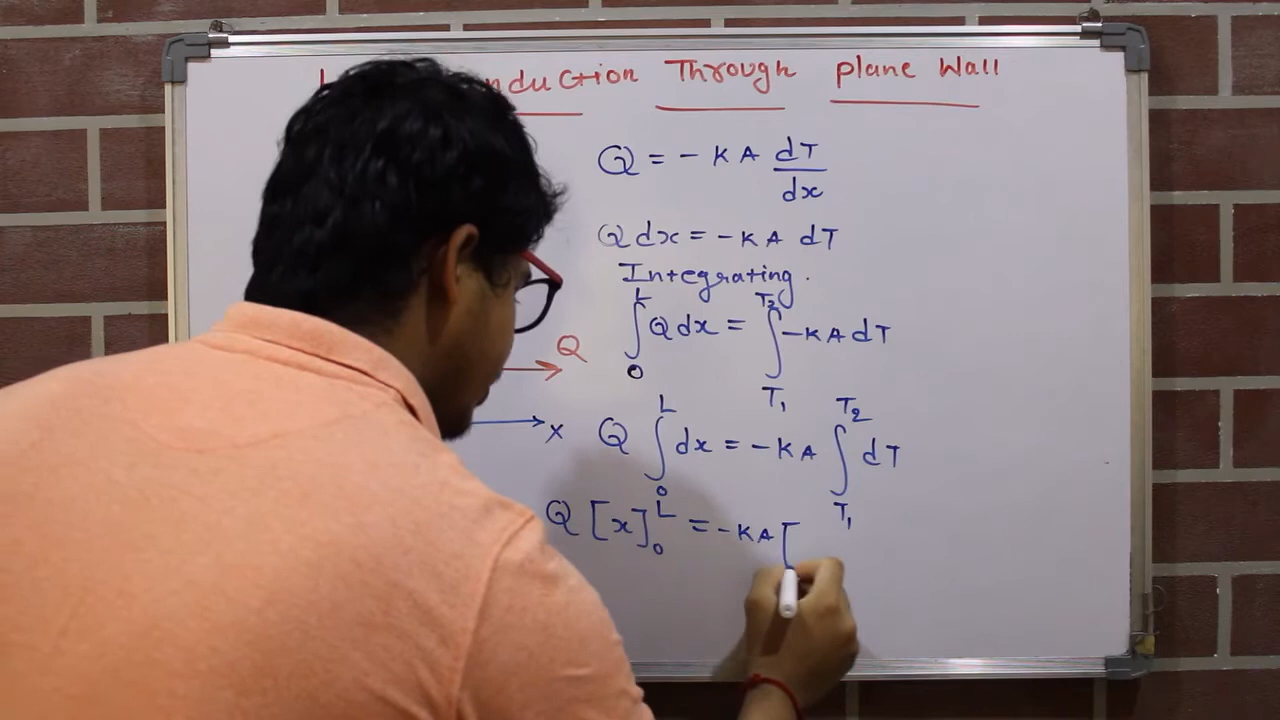 Through plane Wall
Q = - K A dT/dx
Q dx = - K A dT
Integrating.
∫₀ᴸ Q dx = ∫_{T₁}^{T₂} - K A dT
Q
x
Q ∫₀ᴸ dx = - K A ∫_{T₁}^{T₂} dT
Q [x]₀ᴸ = - K A [